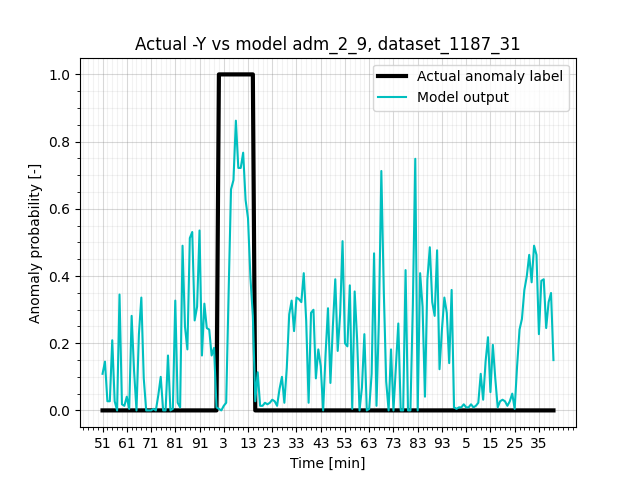 Actual -Y vs model adm_2_9, dataset_1187_31
Actual anomaly label
Model output
Anomaly probability [-]
1.0
0.8
0.6
0.4
0.2
0.0
51 61 71 81 91 3 13 23 33 43 53 63 73 83 93 5 15 25 35
Time [min]